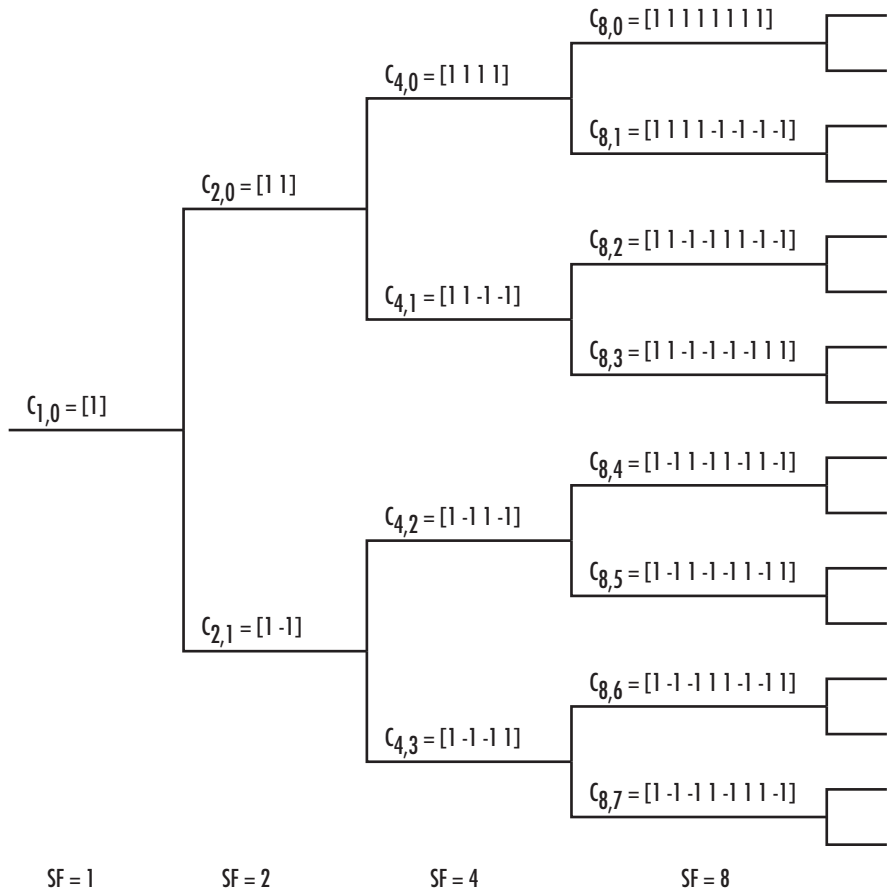 C8,0 = [1 1 1 1 1 1 1 1]
C4,0 = [1 1 1 1]
C8,1 = [1 1 1 1 -1 -1 -1 -1]
C2,0 = [1 1]
C8,2 = [1 1 -1 -1 1 1 -1 -1]
C4,1 = [1 1 -1 -1]
C8,3 = [1 1 -1 -1 -1 -1 1 1]
C1,0 = [1]
C8,4 = [1 -1 1 -1 1 -1 1 -1]
C4,2 = [1 -1 1 -1]
C8,5 = [1 -1 1 -1 -1 1 -1 1]
C2,1 = [1 -1]
C8,6 = [1 -1 -1 1 1 -1 -1 1]
C4,3 = [1 -1 -1 1]
C8,7 = [1 -1 -1 1 -1 1 1 -1]
SF = 1 SF = 2 SF = 4 SF = 8